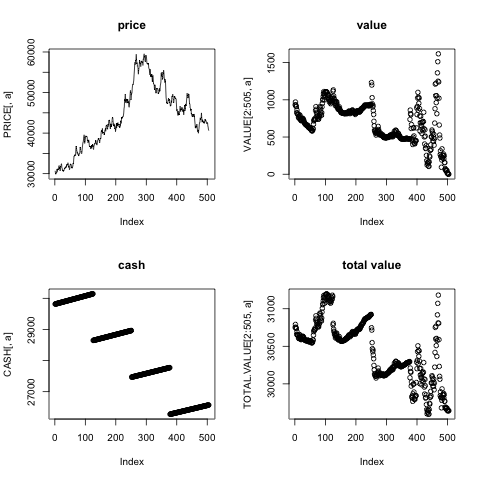 price
PRICE[, a]
30000 40000 50000 60000
0 100 200 300 400 500
Index
value
VALUE[2:505, a]
0 500 1000 1500
0 100 200 300 400 500
Index
cash
CASH[, a]
27000 29000
0 100 200 300 400 500
Index
total value
TOTAL.VALUE[2:505, a]
30000 30500 31000
0 100 200 300 400 500
Index